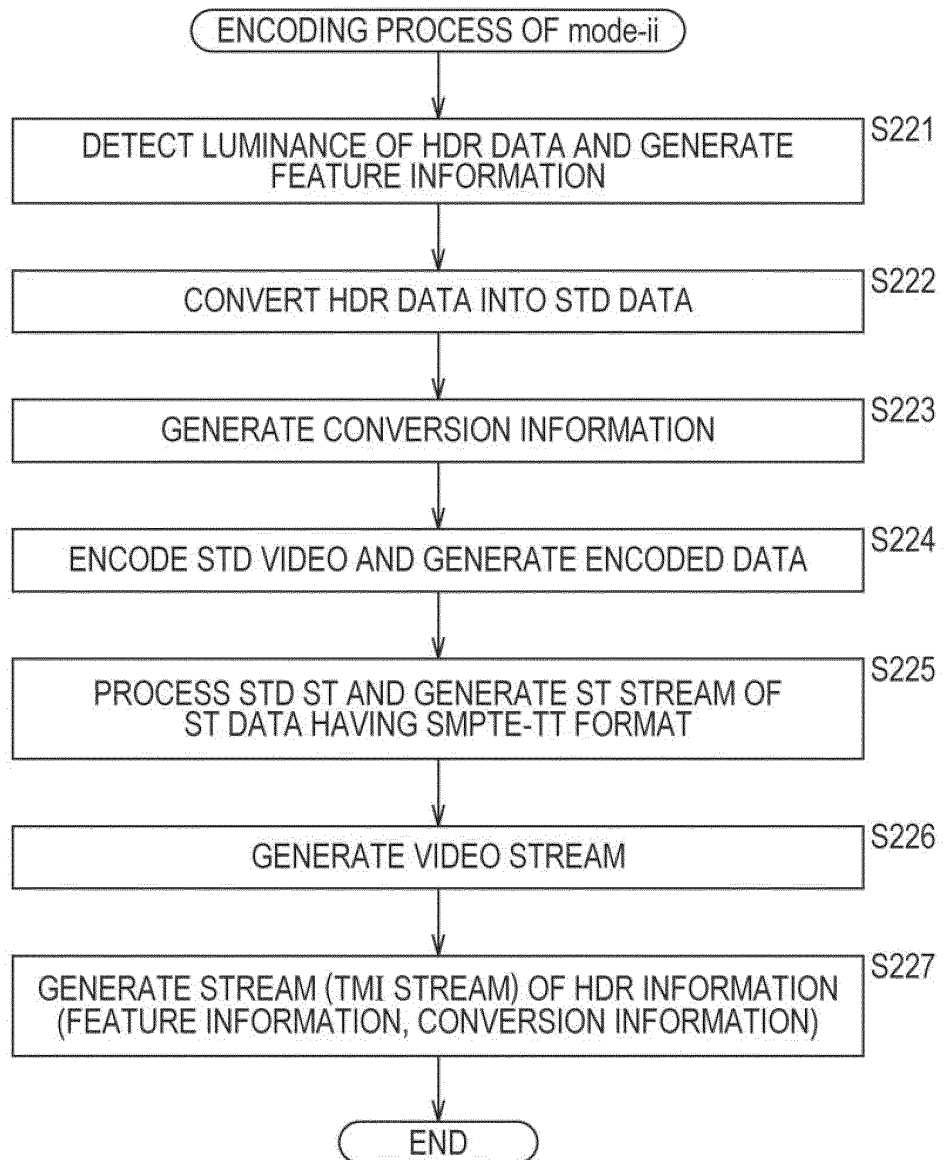 ENCODING PROCESS OF mode-ii
S221
DETECT LUMINANCE OF HDR DATA AND GENERATE
FEATURE INFORMATION
S222
CONVERT HDR DATA INTO STD DATA
S223
GENERATE CONVERSION INFORMATION
S224
ENCODE STD VIDEO AND GENERATE ENCODED DATA
S225
PROCESS STD ST AND GENERATE ST STREAM OF
ST DATA HAVING SMPTE-TT FORMAT
S226
GENERATE VIDEO STREAM
S227
GENERATE STREAM (TMI STREAM) OF HDR INFORMATION
(FEATURE INFORMATION, CONVERSION INFORMATION)
END